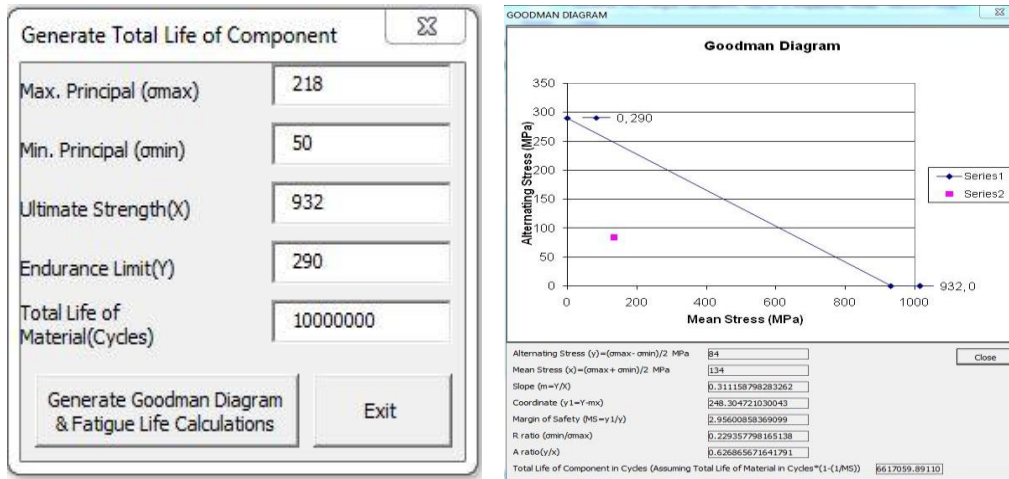 Generate Total Life of Component
Max. Principal (σmax)
218
Min. Principal (σmin)
50
Ultimate Strength(X)
932
Endurance Limit(Y)
290
Total Life of
Material(Cycles)
10000000
Generate Goodman Diagram
& Fatigue Life Calculations
Exit
GOODMAN DIAGRAM
Goodman Diagram
Alternating Stress (MPa)
350
300
250
200
150
100
50
0
0, 290
932, 0
0
200
400
600
800
1000
Mean Stress (MPa)
Series1
Series2
Alternating Stress (y)=(σmax- σmin)/2 MPa
84
Close
Mean Stress (x)=(σmax+ σmin)/2 MPa
134
Slope (m=Y/X)
0.311158798283262
Coordinate (y1=Y-mx)
248.304721030043
Margin of Safety (MS=y1/y)
2.95600858369099
R ratio (σmin/σmax)
0.229357798165138
A ratio(y/x)
0.626865671641791
Total Life of Component in Cycles (Assuming Total Life of Material in Cycles*(1-(1/MS))
6617059.89110